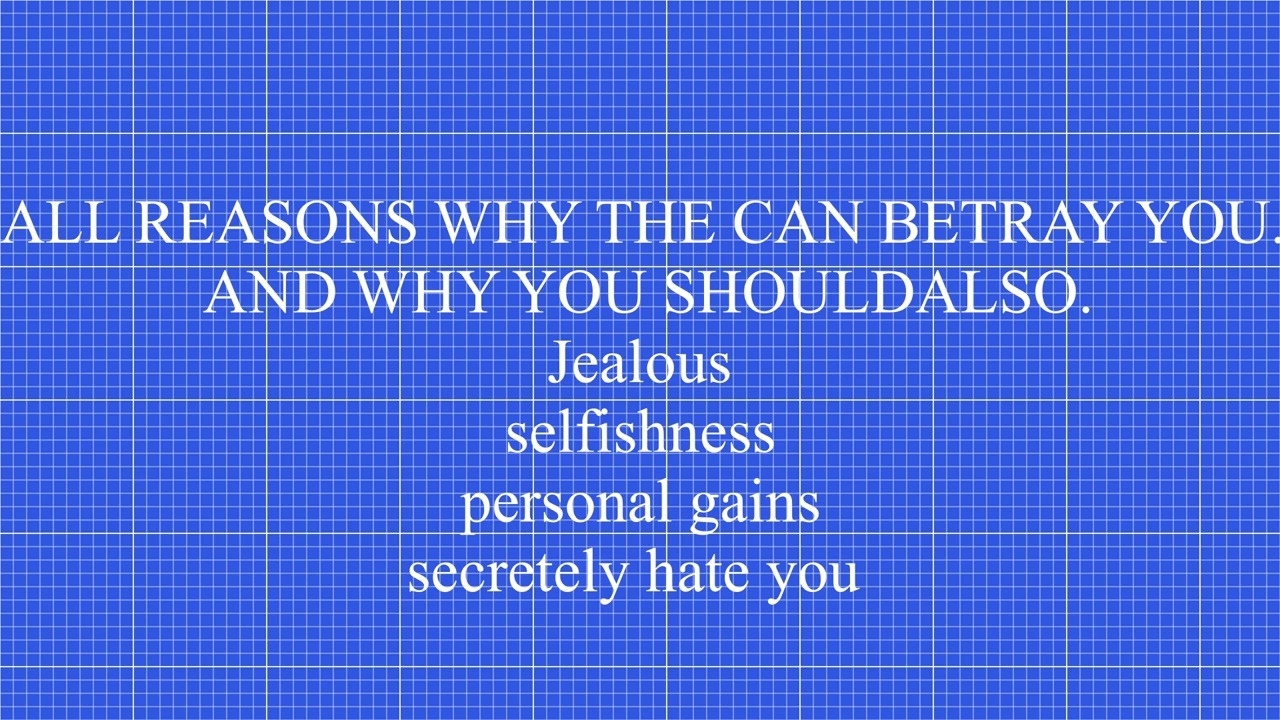 ALL REASONS WHY THE CAN BETRAY YOU.
AND WHY YOU SHOULDALSO.
Jealous
selfishness
personal gains
secretely hate you